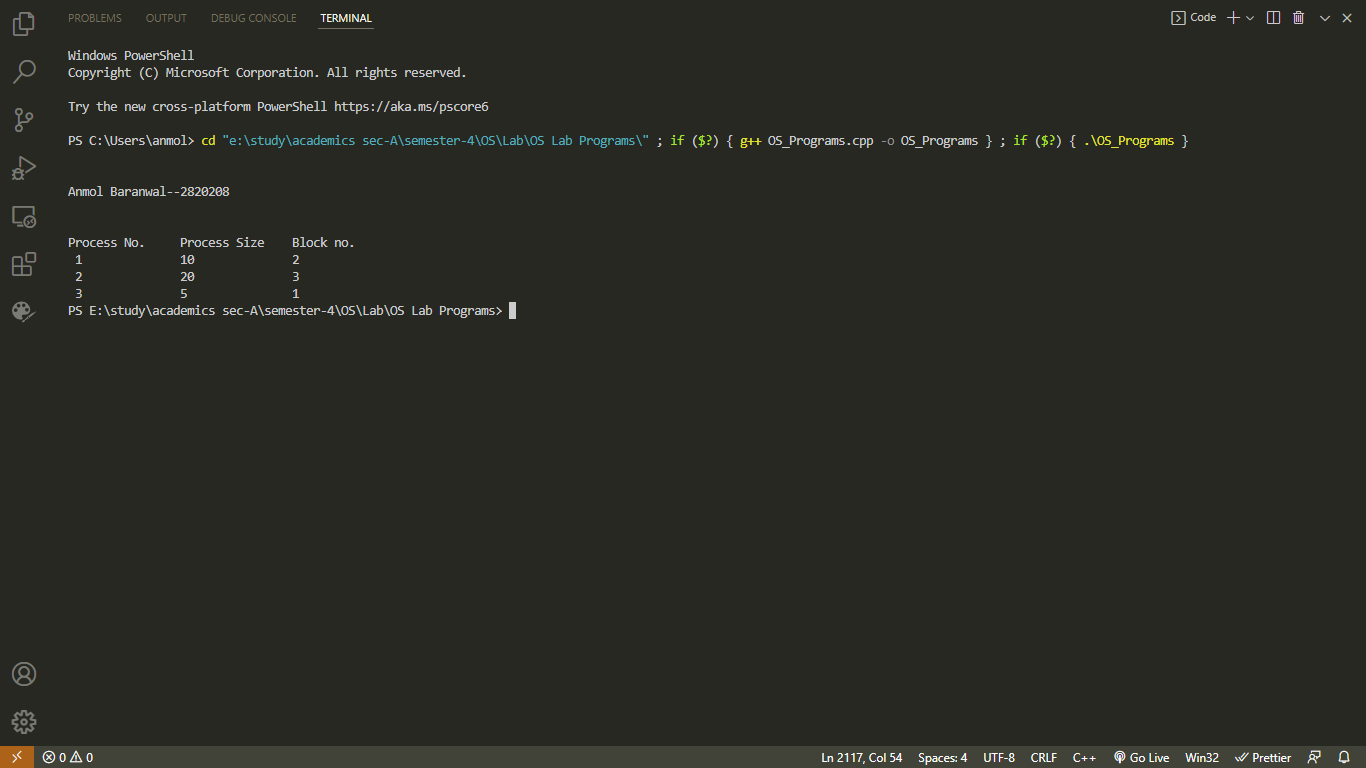 PROBLEMS OUTPUT DEBUG CONSOLE TERMINAL Code
Windows PowerShell
Copyright (C) Microsoft Corporation. All rights reserved.
Try the new cross-platform PowerShell https://aka.ms/pscore6
PS C:\Users\anmol> cd "e:\study\academics sec-A\semester-4\OS\Lab\OS Lab Programs\" ; if ($?) { g++ OS_Programs.cpp -o OS_Programs } ; if ($?) { .\OS_Programs }
Anmol Baranwal--2820208
Process No. Process Size Block no.
1 10 2
2 20 3
3 5 1
PS E:\study\academics sec-A\semester-4\OS\Lab\OS Lab Programs>
0 0 Ln 2117, Col 54 Spaces: 4 UTF-8 CRLF C++ Go Live Win32 Prettier